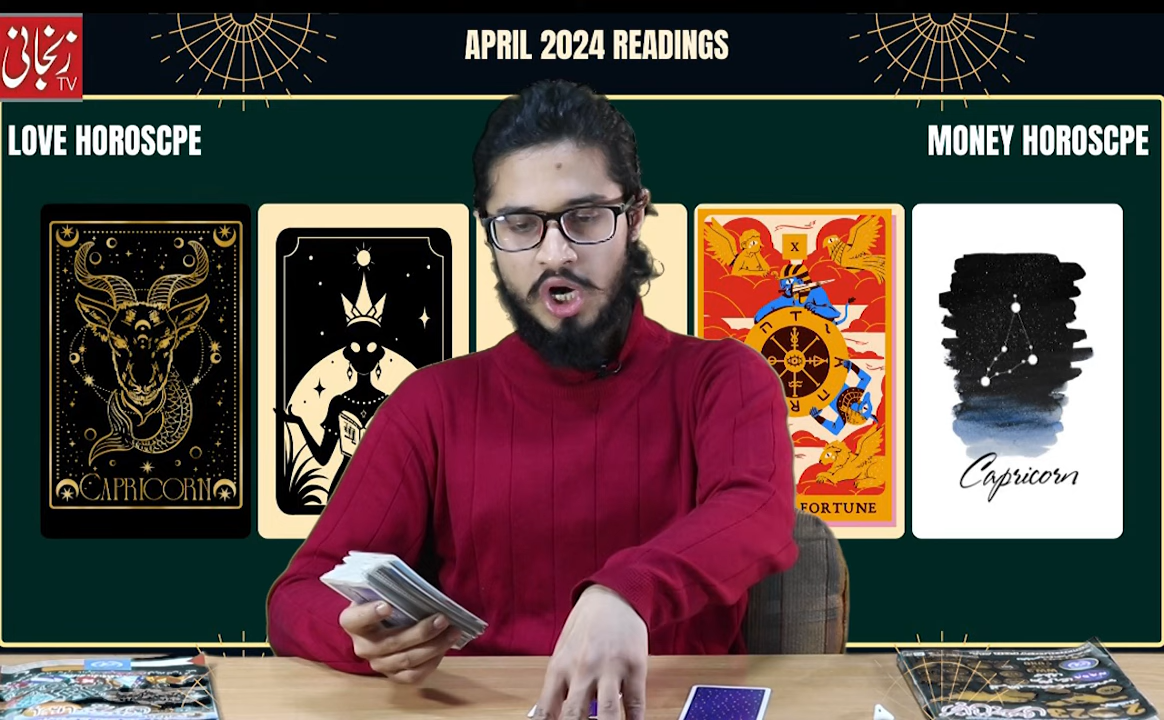 APRIL 2024 READINGS
زنجانی
TV
LOVE HOROSCPE
MONEY HOROSCPE
X
CAPRICORN
FORTUNE
Capricorn